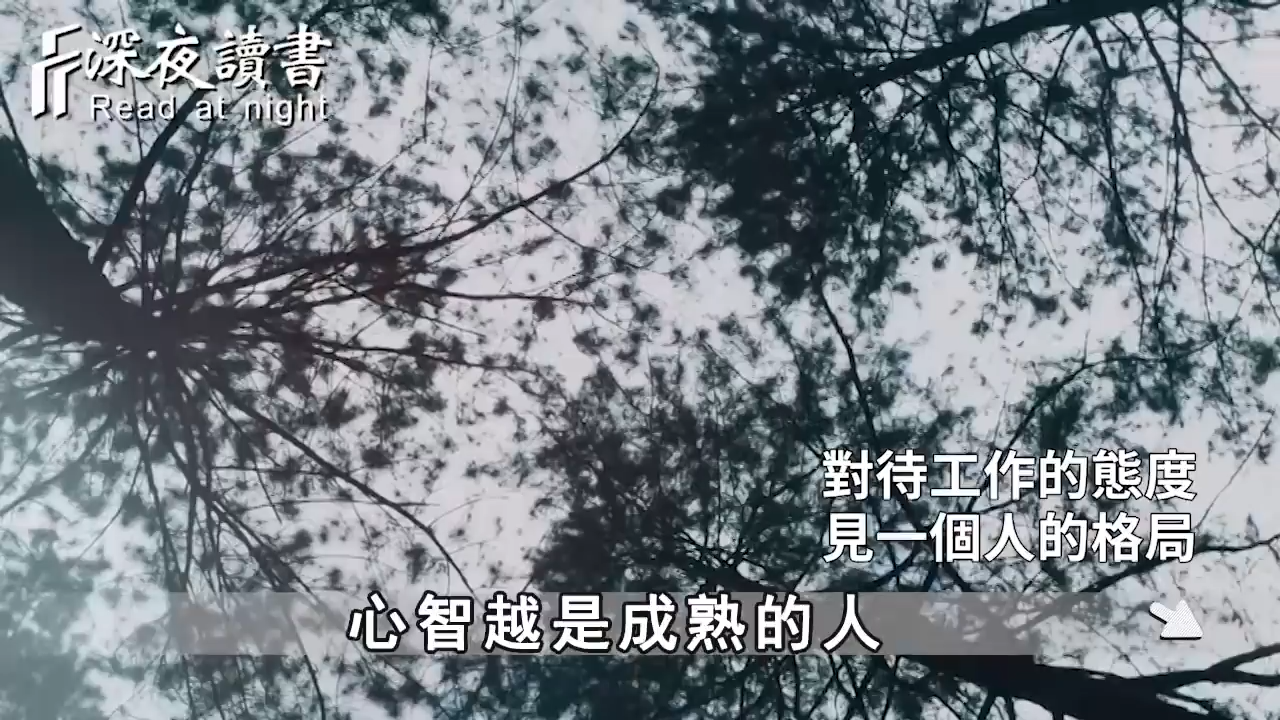 深夜讀書
Read at night
對待工作的態度
見一個人的格局
心智越是成熟的人